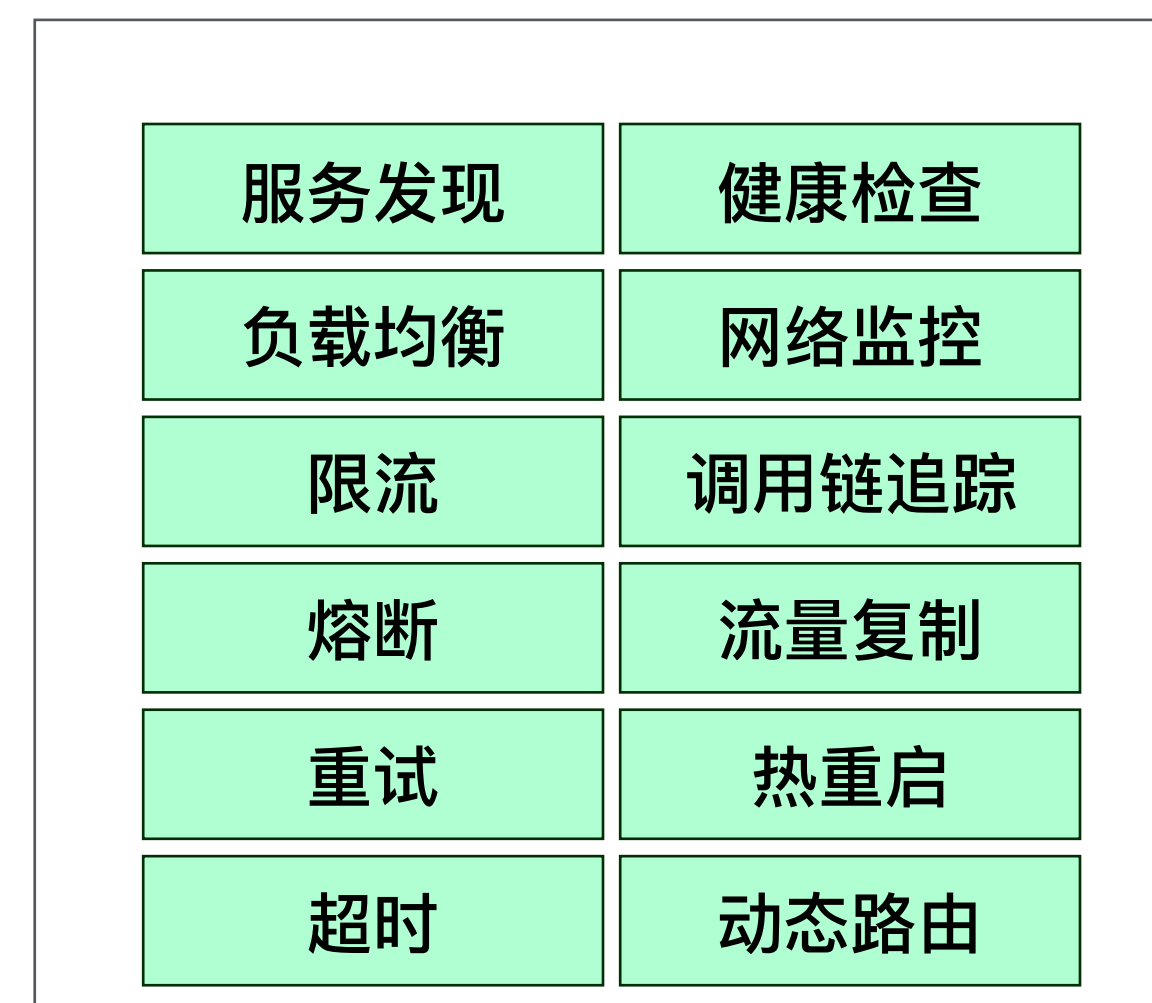 服务发现
健康检查
负载均衡
网络监控
限流
调用链追踪
熔断
流量复制
重试
热重启
超时
动态路由